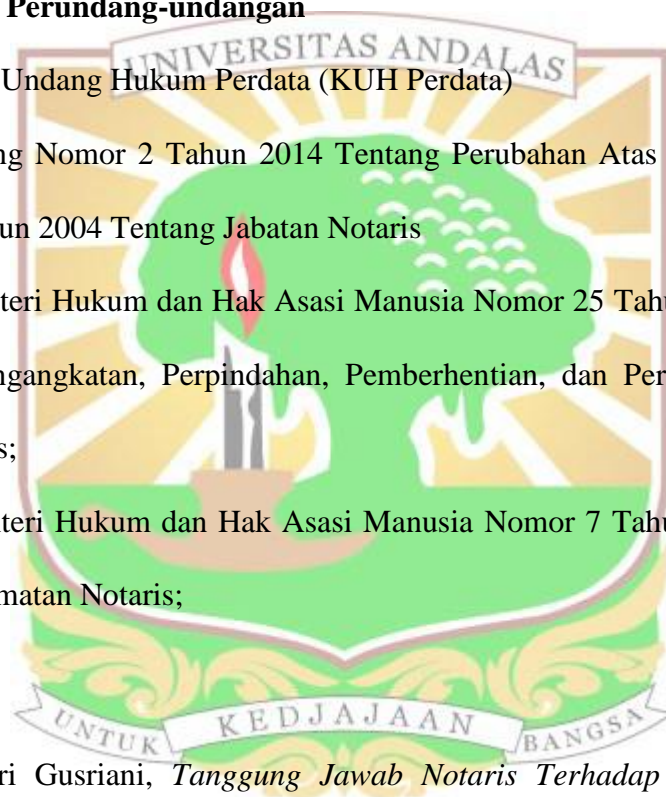 Perundang-undangan
UNIVERSITAS ANDALAS
Undang Hukum Perdata (KUH Perdata)
ng Nomor 2 Tahun 2014 Tentang Perubahan Atas
un 2004 Tentang Jabatan Notaris
teri Hukum dan Hak Asasi Manusia Nomor 25 Tahu
ngangkatan, Perpindahan, Pemberhentian, dan Per
s;
teri Hukum dan Hak Asasi Manusia Nomor 7 Tahu
matan Notaris;
UNTUK KEDJAJAAN BANGSA
ri Gusriani, Tanggung Jawab Notaris Terhadap